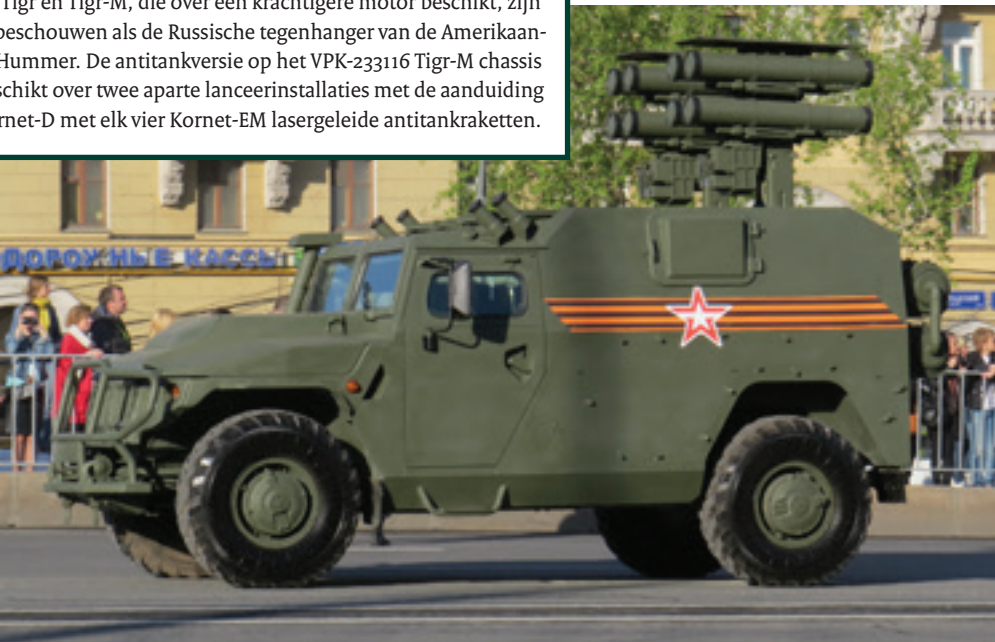 Tigr en Tigr-M, die over een krachtigere motor beschikt, zijn
beschouwen als de Russische tegenhanger van de Amerikaan-
Hummer. De antitankversie op het VPK-233116 Tigr-M chassis
schikt over twee aparte lanceerinstallaties met de aanduiding
rnet-D met elk vier Kornet-EM lasergeleide antitankraketten.
ДОРОЖНЫЕ КАССЫ